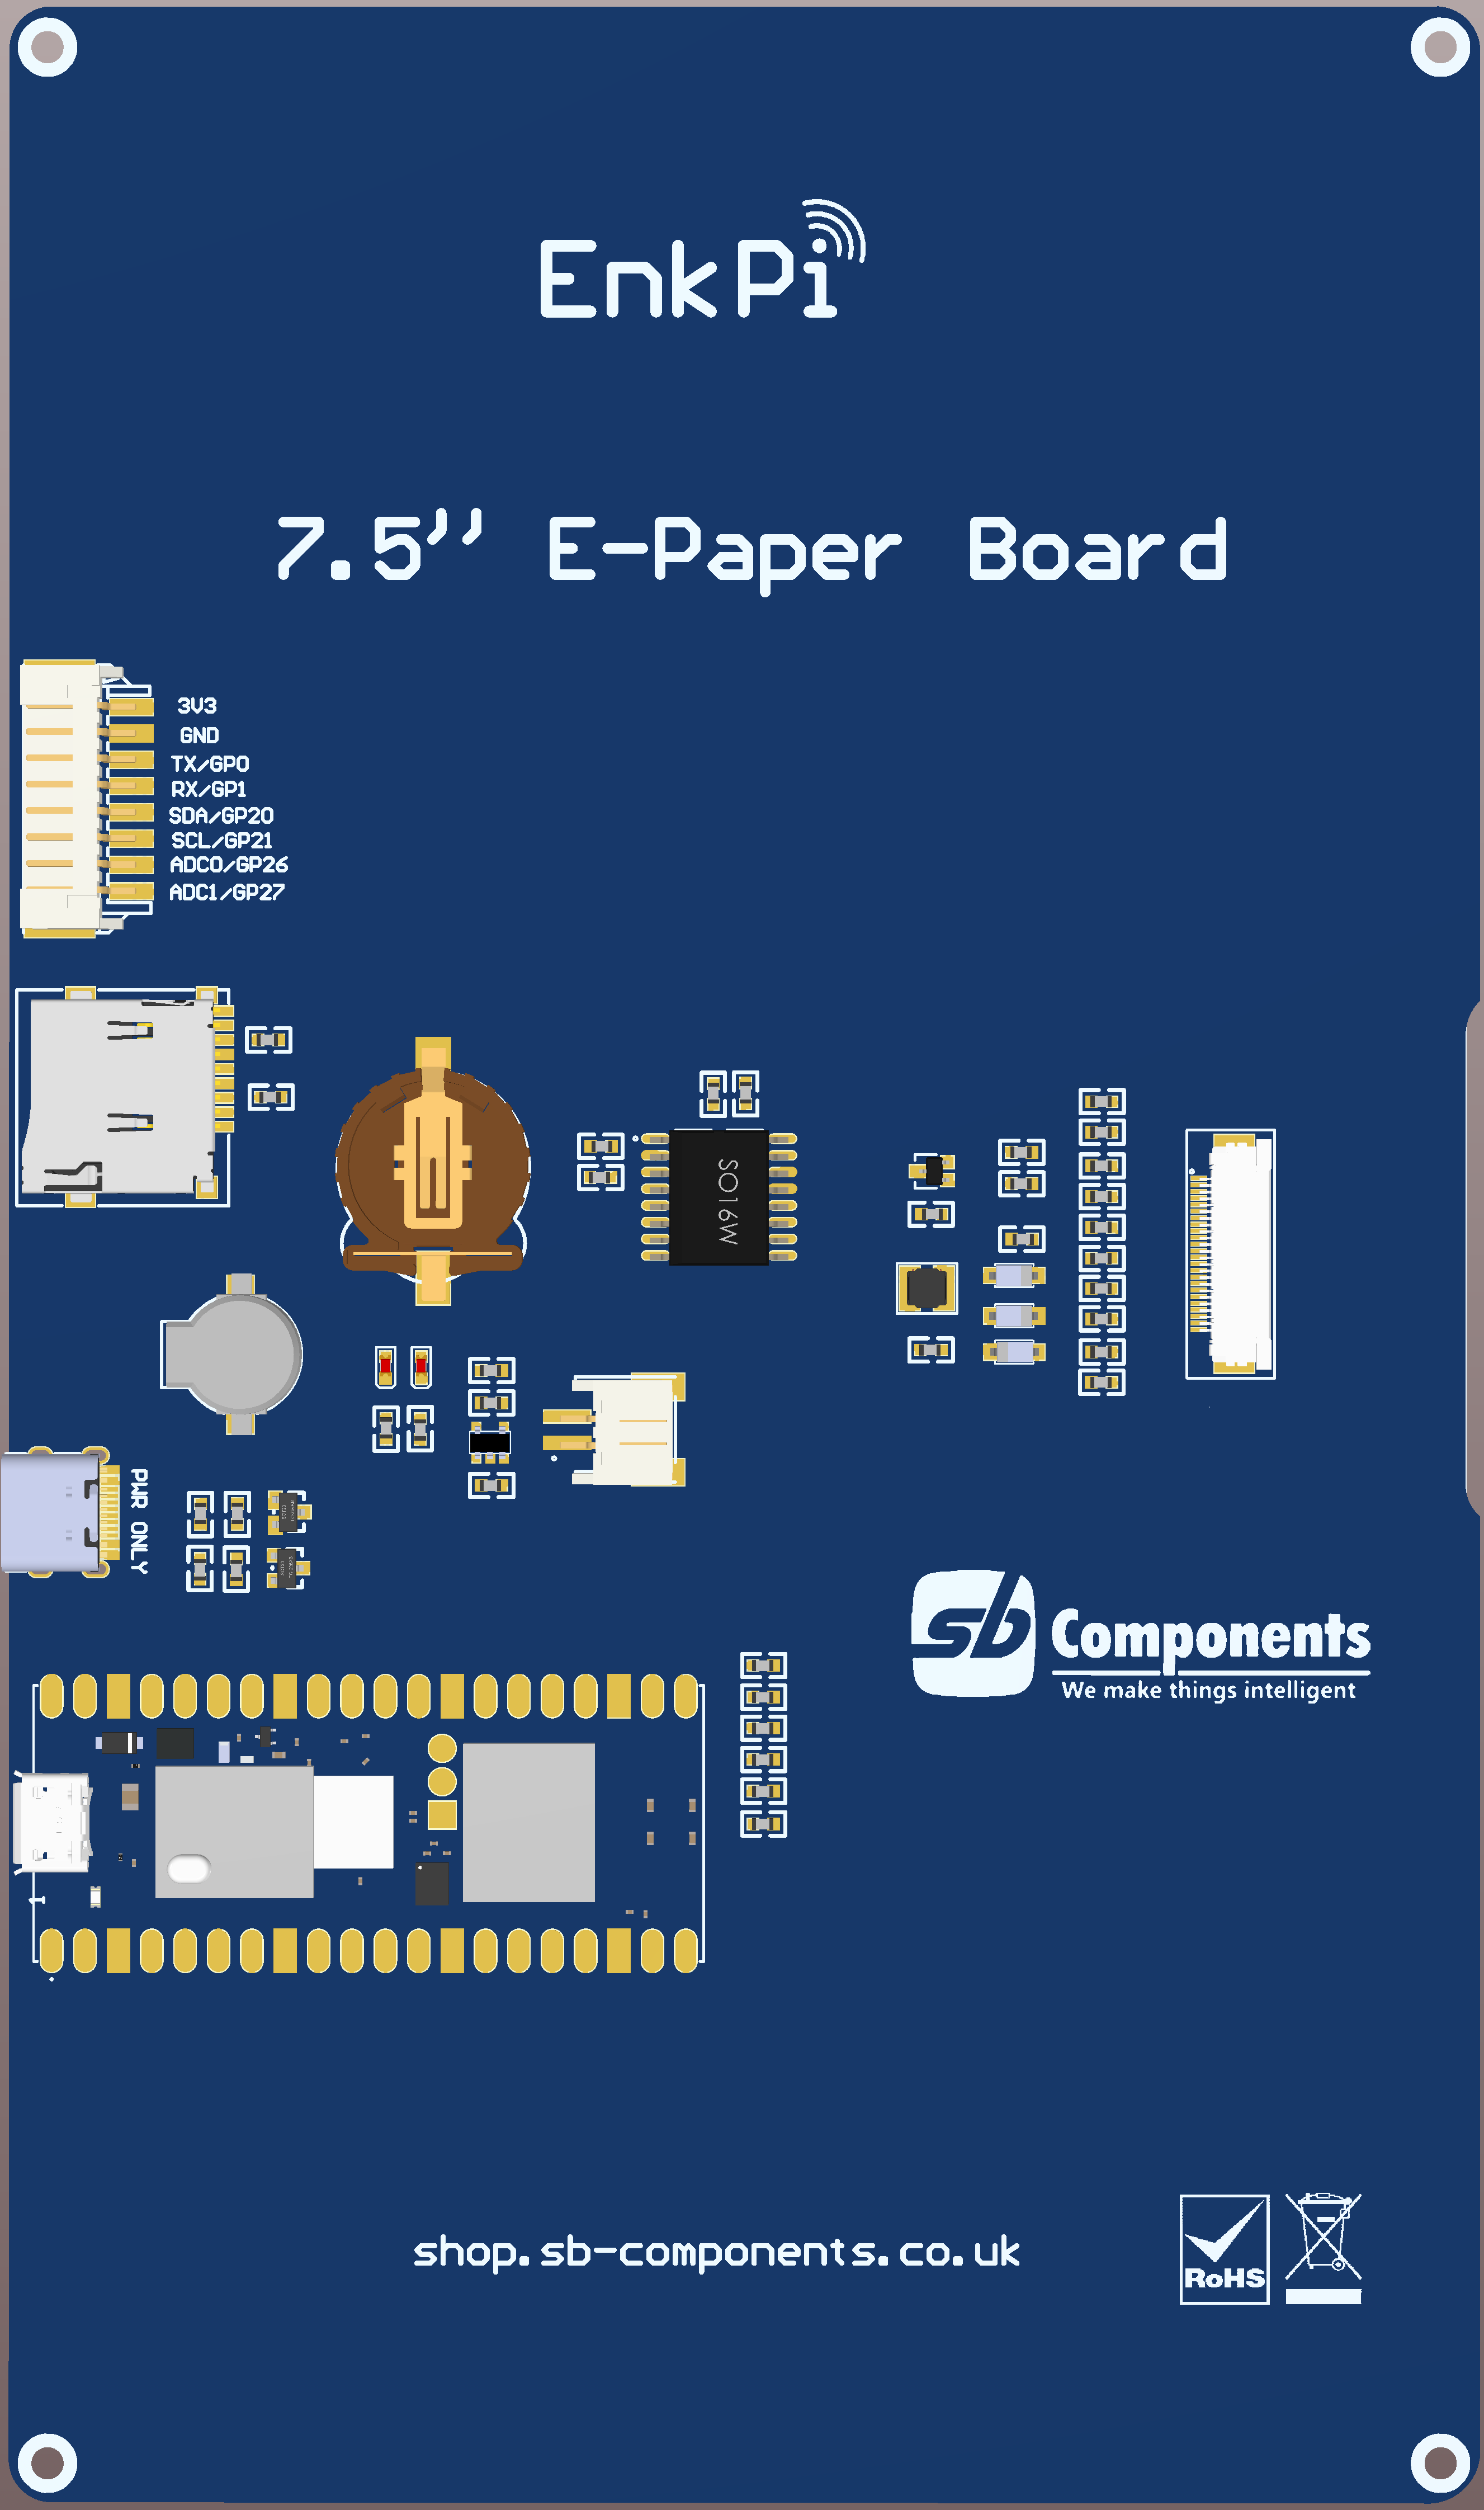 EnkPi
7.5” E-Paper Board
3V3
GND
TX/GP0
RX/GP1
SDA/GP20
SCL/GP21
ADC0/GP26
ADC1/GP27
SO16W
PWR ONLY
sb Components
We make things intelligent
1
shop.sb-components.co.uk
RoHS